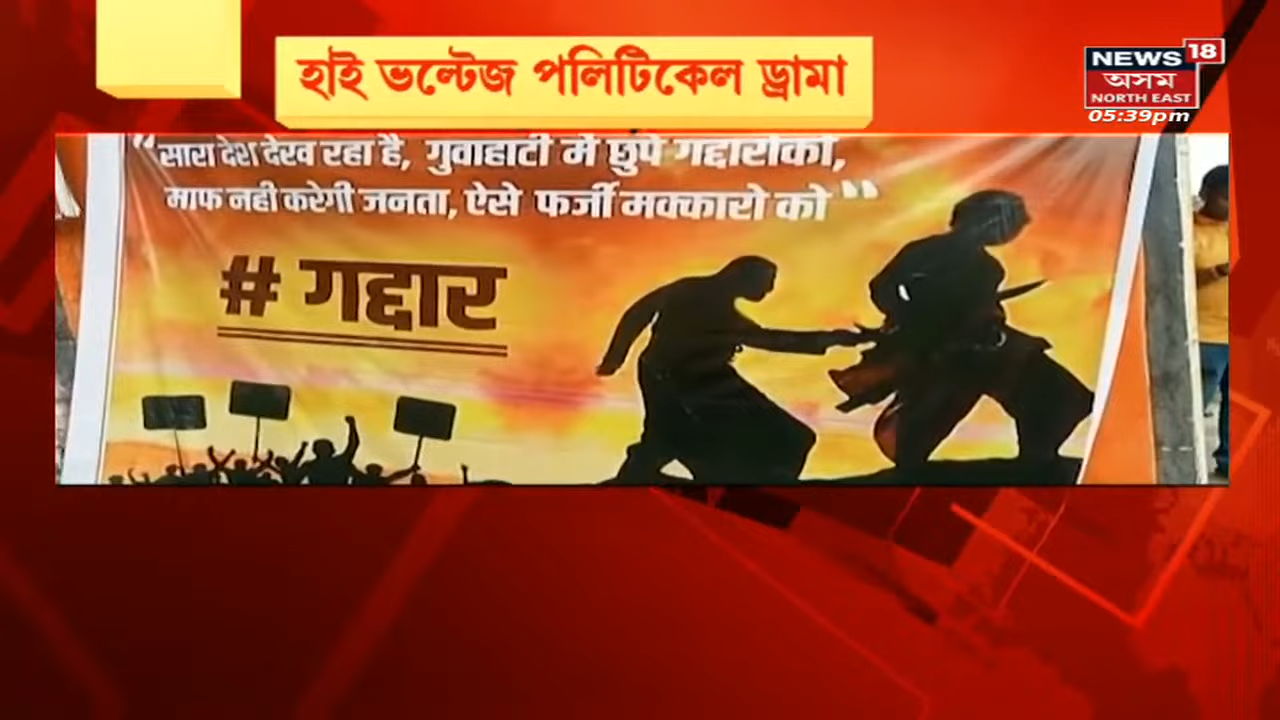 হাই ভল্টেজ পলিটিকেল ড্রামা
NEWS 18
অসম
NORTH EAST
05:39pm
“सारा देश देख रहा है, गुवाहाटी में छुपे गद्दारोंको,
माफ नही करेगी जनता, ऐसे फर्जी मक्कारो को”
# गद्दार